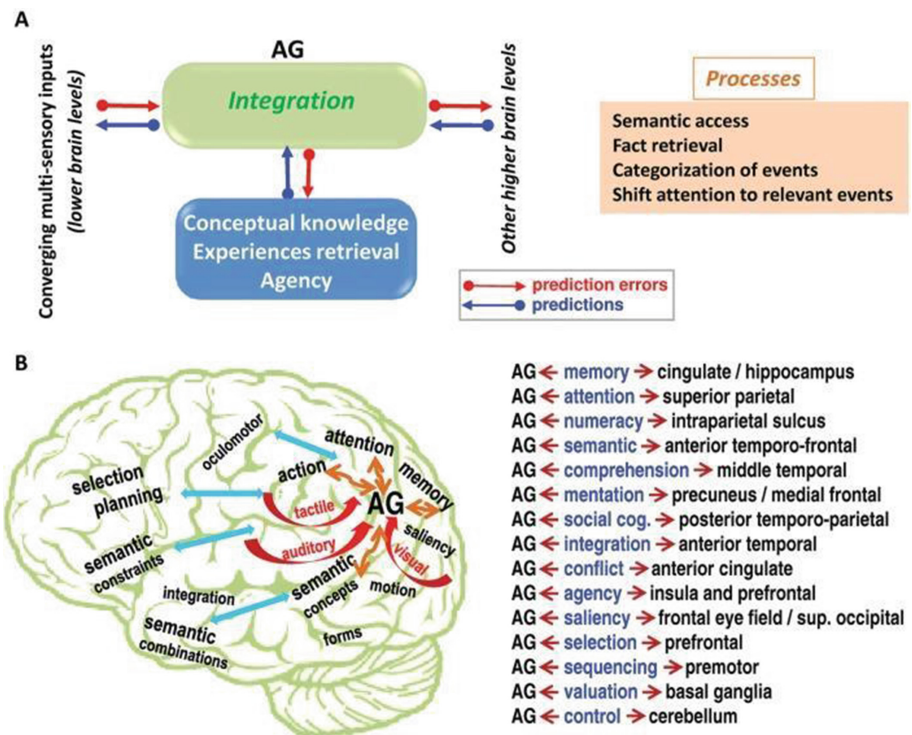 A
AG
Integration
Converging multi-sensory inputs
(lower brain levels)
Other higher brain levels
Conceptual knowledge
Experiences retrieval
Agency
Processes
Semantic access
Fact retrieval
Categorization of events
Shift attention to relevant events
prediction errors
predictions
B
oculomotor
attention
action
memory
selection
planning
AG
tactile
saliency
auditory
visual
semantic
constraints
semantic
concepts
motion
integration
semantic
combinations
forms
AG ← memory → cingulate / hippocampus
AG ← attention → superior parietal
AG ← numeracy → intraparietal sulcus
AG ← semantic → anterior temporo-frontal
AG ← comprehension → middle temporal
AG ← mentation → precuneus / medial frontal
AG ← social cog. → posterior temporo-parietal
AG ← integration → anterior temporal
AG ← conflict → anterior cingulate
AG ← agency → insula and prefrontal
AG ← saliency → frontal eye field / sup. occipital
AG ← selection → prefrontal
AG ← sequencing → premotor
AG ← valuation → basal ganglia
AG ← control → cerebellum